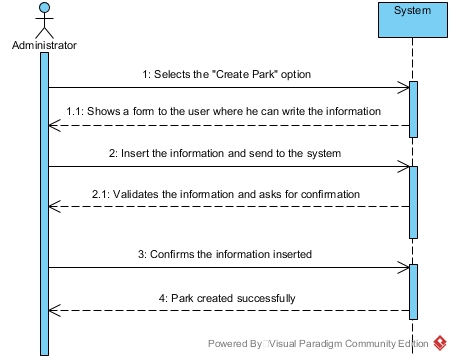 System
Administrator
1: Selects the "Create Park" option
1.1: Shows a form to the user where he can write the information
2: Insert the information and send to the system
2.1: Validates the information and asks for confirmation
3: Confirms the information inserted
4: Park created successfully
Powered By Visual Paradigm Community Edition